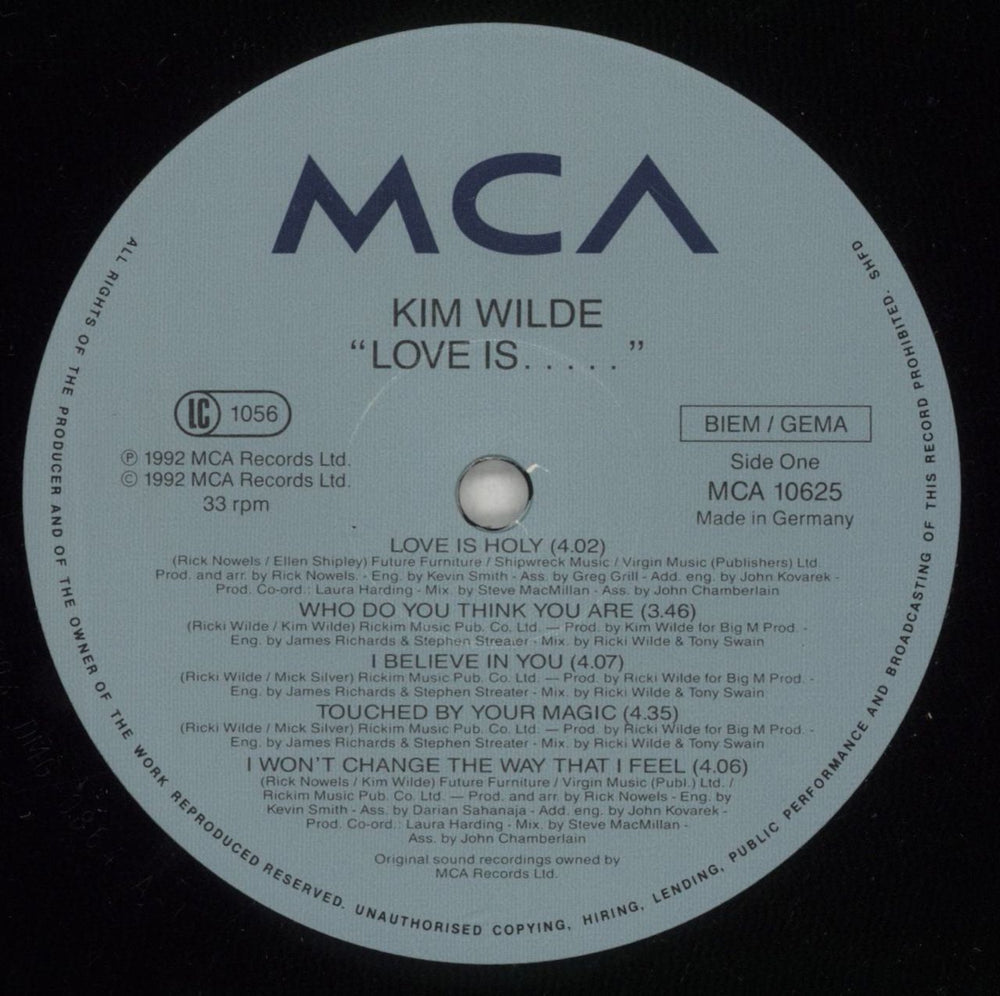 MCA
KIM WILDE
“LOVE IS. . . . . ”
LC 1056
℗ 1992 MCA Records Ltd.
© 1992 MCA Records Ltd.
33 rpm
BIEM / GEMA
Side One
MCA 10625
Made in Germany
LOVE IS HOLY (4.02)
(Rick Nowels / Ellen Shipley) Future Furniture / Shipwreck Music / Virgin Music (Publishers) Ltd.
Prod. and arr. by Rick Nowels. - Eng. by Kevin Smith - Ass. by Greg Grill - Add. eng. by John Kovarek -
Prod. Co-ord.: Laura Harding - Mix. by Steve MacMillan - Ass. by John Chamberlain
WHO DO YOU THINK YOU ARE (3.46)
(Ricki Wilde / Kim Wilde) Rickim Music Pub. Co. Ltd. — Prod. by Kim Wilde for Big M Prod. -
Eng. by James Richards & Stephen Streater - Mix. by Ricki Wilde & Tony Swain
I BELIEVE IN YOU (4.07)
(Ricki Wilde / Mick Silver) Rickim Music Pub. Co. Ltd. — Prod. by Ricki Wilde for Big M Prod. -
Eng. by James Richards & Stephen Streater - Mix. by Ricki Wilde & Tony Swain
TOUCHED BY YOUR MAGIC (4.35)
(Ricki Wilde / Mick Silver) Rickim Music Pub. Co. Ltd. — Prod. by Ricki Wilde for Big M Prod. -
Eng. by James Richards & Stephen Streater - Mix. by Ricki Wilde & Tony Swain
I WON'T CHANGE THE WAY THAT I FEEL (4.06)
(Rick Nowels / Kim Wilde) Future Furniture / Virgin Music (Publ.) Ltd. /
Rickim Music Pub. Co. Ltd. — Prod. and arr. by Rick Nowels - Eng. by
Kevin Smith - Ass. by Darian Sahanaja - Add. eng. by John Kovarek -
Prod. Co-ord.: Laura Harding - Mix. by Steve MacMillan -
Ass. by John Chamberlain
Original sound recordings owned by
MCA Records Ltd.
ALL RIGHTS OF THE PRODUCER AND OF THE OWNER OF THE WORK REPRODUCED RESERVED. UNAUTHORISED COPYING, HIRING, LENDING, PUBLIC PERFORMANCE AND BROADCASTING OF THIS RECORD PROHIBITED. SHFD